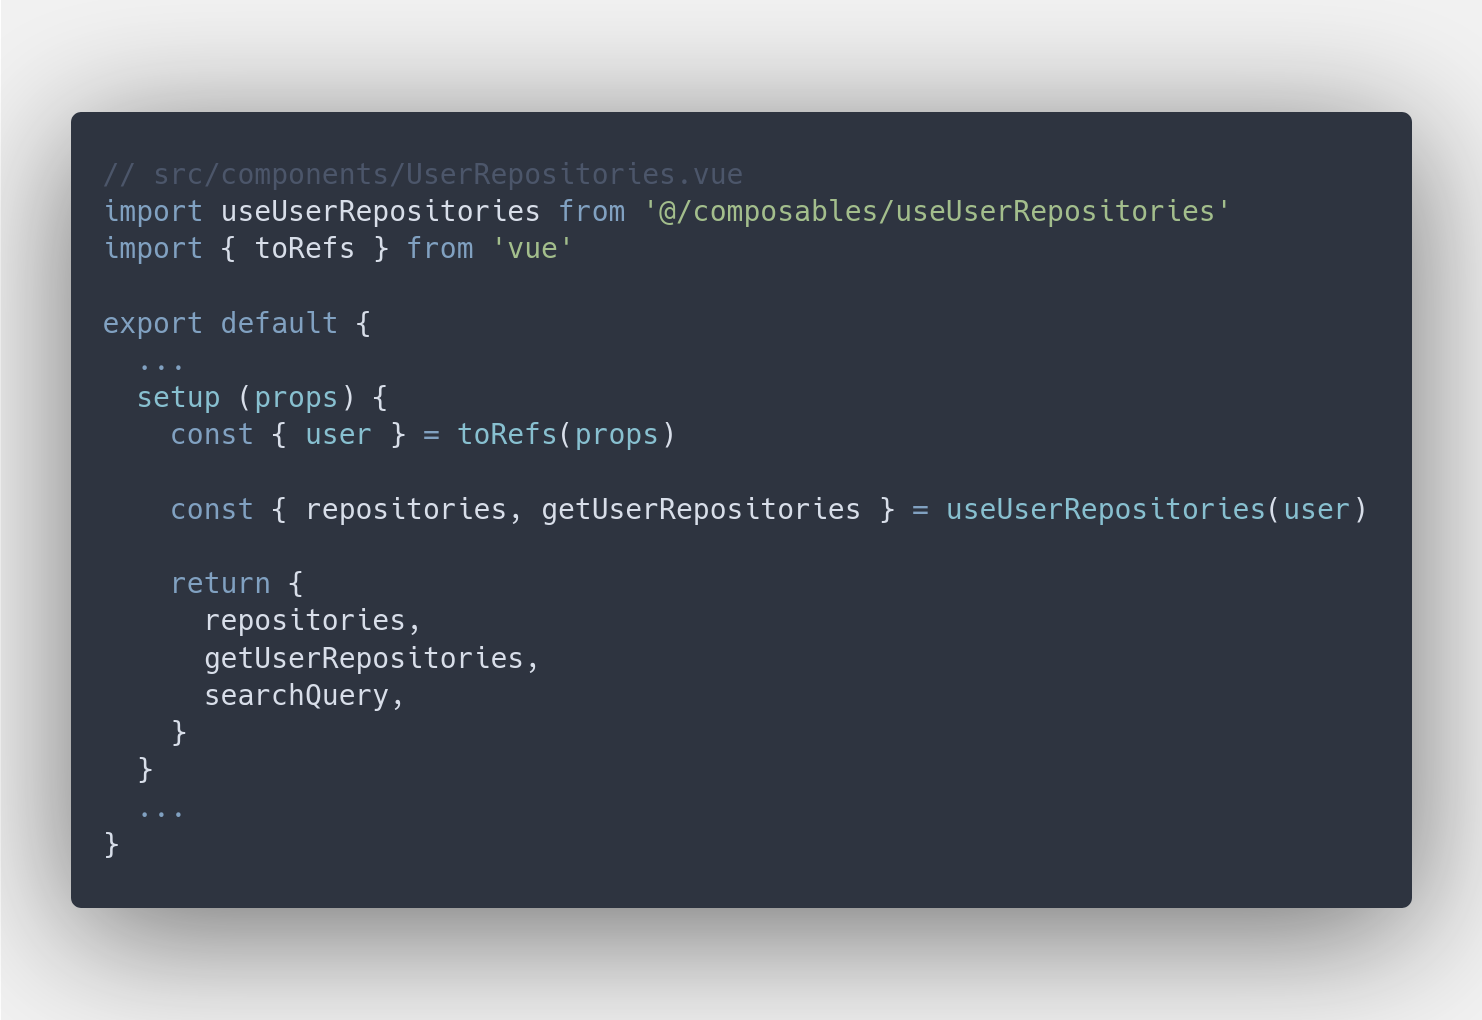 // src/components/UserRepositories.vue
import useUserRepositories from '@/composables/useUserRepositories'
import { toRefs } from 'vue'

export default {
  ...
  setup (props) {
    const { user } = toRefs(props)

    const { repositories, getUserRepositories } = useUserRepositories(user)

    return {
      repositories,
      getUserRepositories,
      searchQuery,
    }
  }
  ...
}